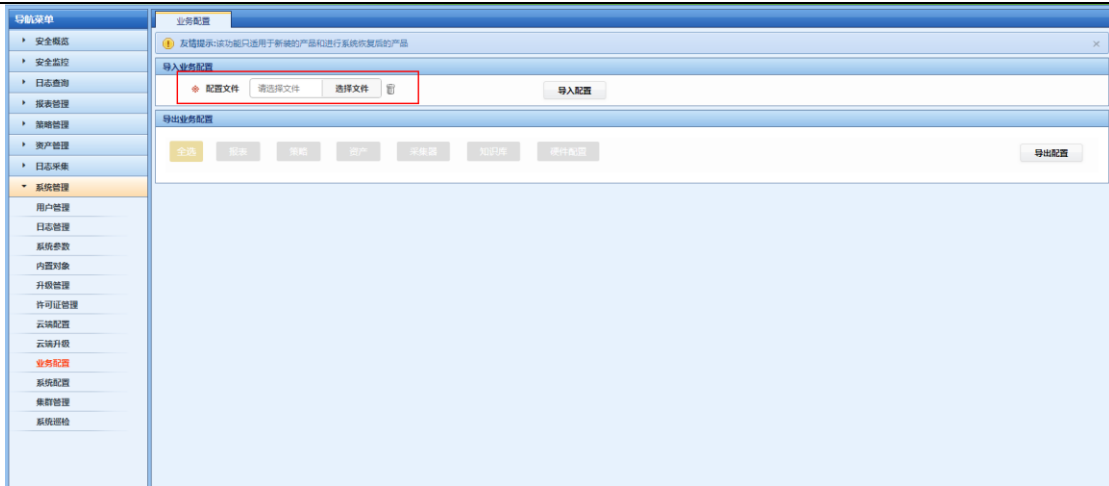 导航菜单
业务配置
安全概览
友情提示:该功能只适用于新装的产品和进行系统恢复后的产品
安全监控
导入业务配置
日志查询
配置文件 请选择文件 选择文件 导入配置
报表管理
策略管理
导出业务配置
资产管理
全选 报表 策略 资产 采集器 知识库 硬件配置 导出配置
日志采集
系统管理
用户管理
日志管理
系统参数
内置对象
升级管理
许可证管理
云端配置
云端升级
业务配置
系统配置
集群管理
系统巡检